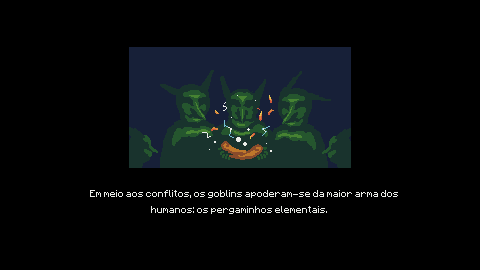 Em meio aos conflitos, os goblins apoderam-se da maior arma dos
humanos: os pergaminhos elementais.